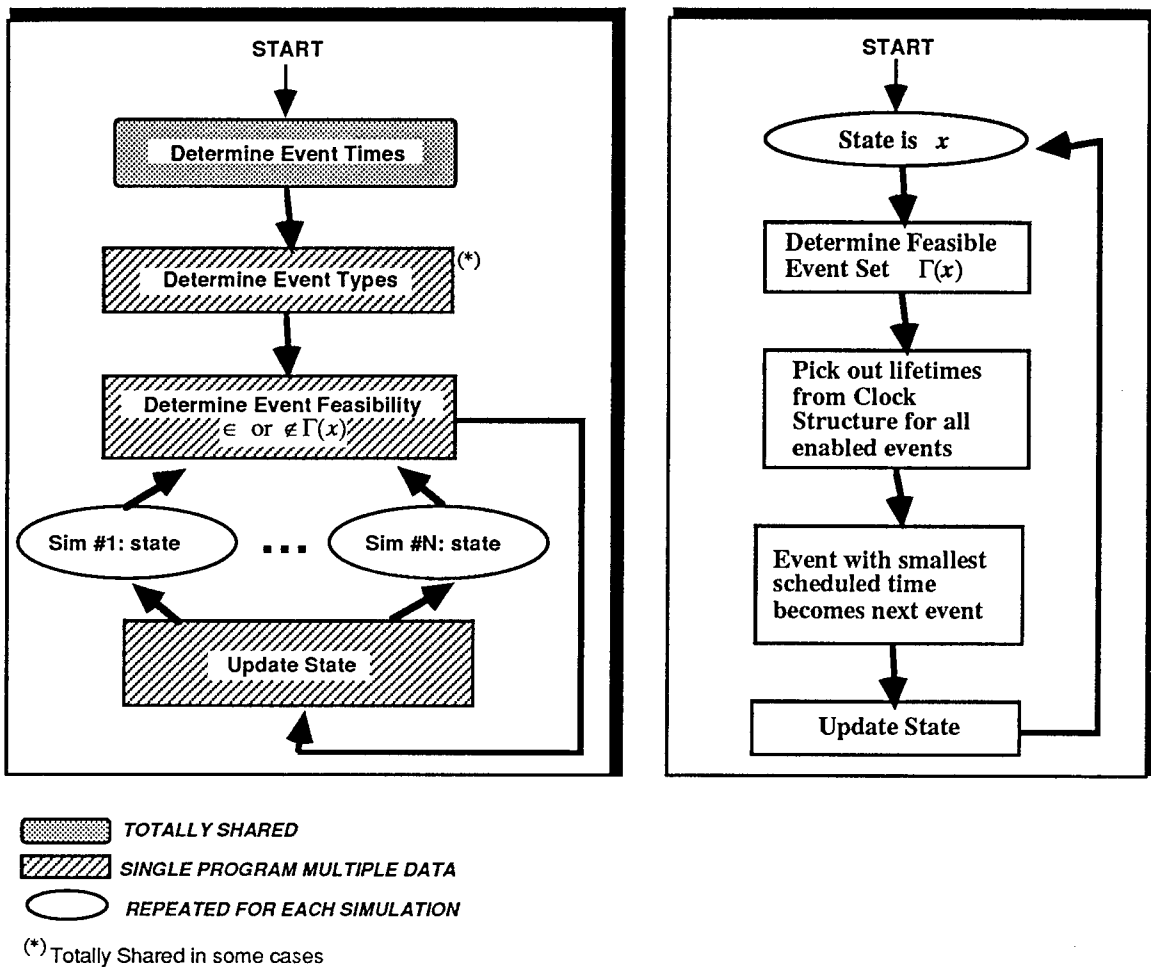 START
Determine Event Times
Determine Event Types
(*)
Determine Event Feasibility
∈ or ∉ Γ(x)
Sim #1: state
...
Sim #N: state
Update State
START
State is x
Determine Feasible
Event Set Γ(x)
Pick out lifetimes
from Clock
Structure for all
enabled events
Event with smallest
scheduled time
becomes next event
Update State
TOTALLY SHARED
SINGLE PROGRAM MULTIPLE DATA
REPEATED FOR EACH SIMULATION
(*) Totally Shared in some cases